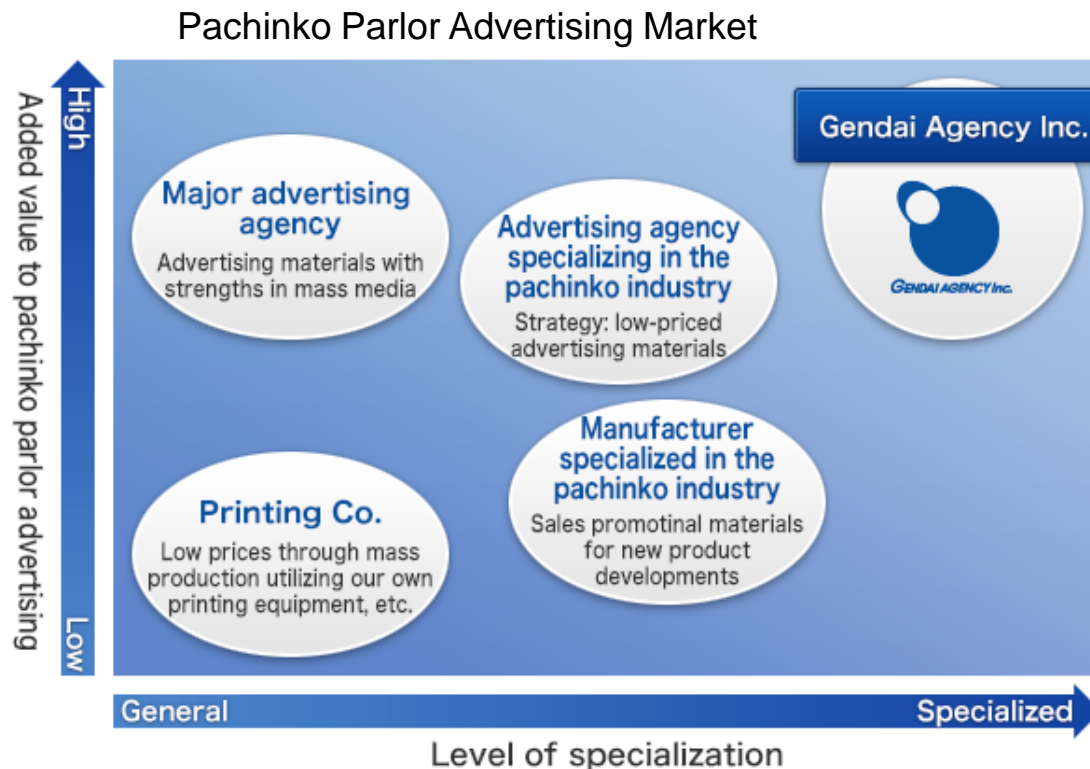 Pachinko Parlor Advertising Market
Added value to pachinko parlor advertising
High
Low
Major advertising
agency
Advertising materials with
strengths in mass media
Advertising agency
specializing in the
pachinko industry
Strategy: low-priced
advertising materials
Gendai Agency Inc.
GENDAI AGENCY Inc.
Printing Co.
Low prices through mass
production utilizing our own
printing equipment, etc.
Manufacturer
specialized in the
pachinko industry
Sales promotinal materials
for new product
developments
General
Specialized
Level of specialization